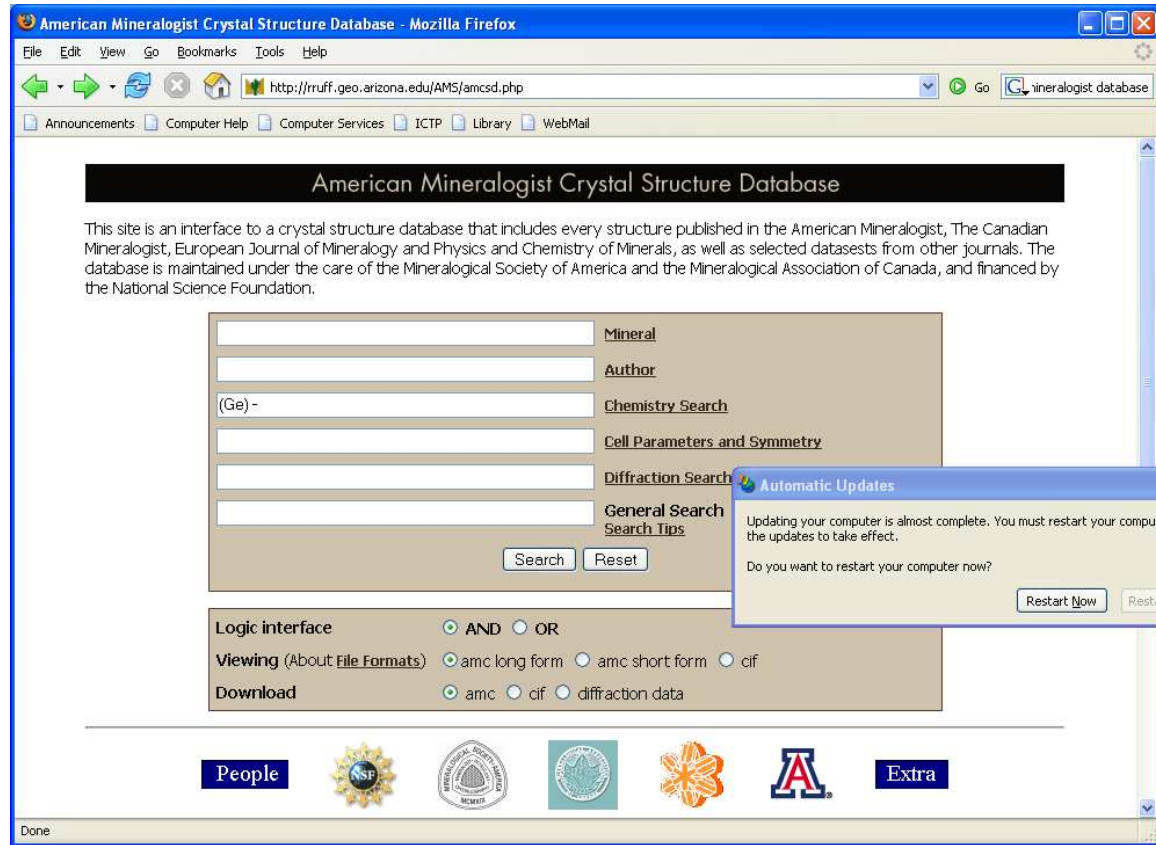 American Mineralogist Crystal Structure Database - Mozilla Firefox
File Edit View Go Bookmarks Tools Help
http://rruff.geo.arizona.edu/AMS/amcsd.php Go ineralogist database
Announcements Computer Help Computer Services ICTP Library WebMail
American Mineralogist Crystal Structure Database
This site is an interface to a crystal structure database that includes every structure published in the American Mineralogist, The Canadian
Mineralogist, European Journal of Mineralogy and Physics and Chemistry of Minerals, as well as selected datasests from other journals. The
database is maintained under the care of the Mineralogical Society of America and the Mineralogical Association of Canada, and financed by
the National Science Foundation.
Mineral
Author
(Ge) - Chemistry Search
Cell Parameters and Symmetry
Diffraction Search
General Search
Search Tips
Search Reset
Automatic Updates
Updating your computer is almost complete. You must restart your compu
the updates to take effect.
Do you want to restart your computer now?
Restart Now Rest
Logic interface AND OR
Viewing (About File Formats) amc long form amc short form cif
Download amc cif diffraction data
People NSF A Extra
Done